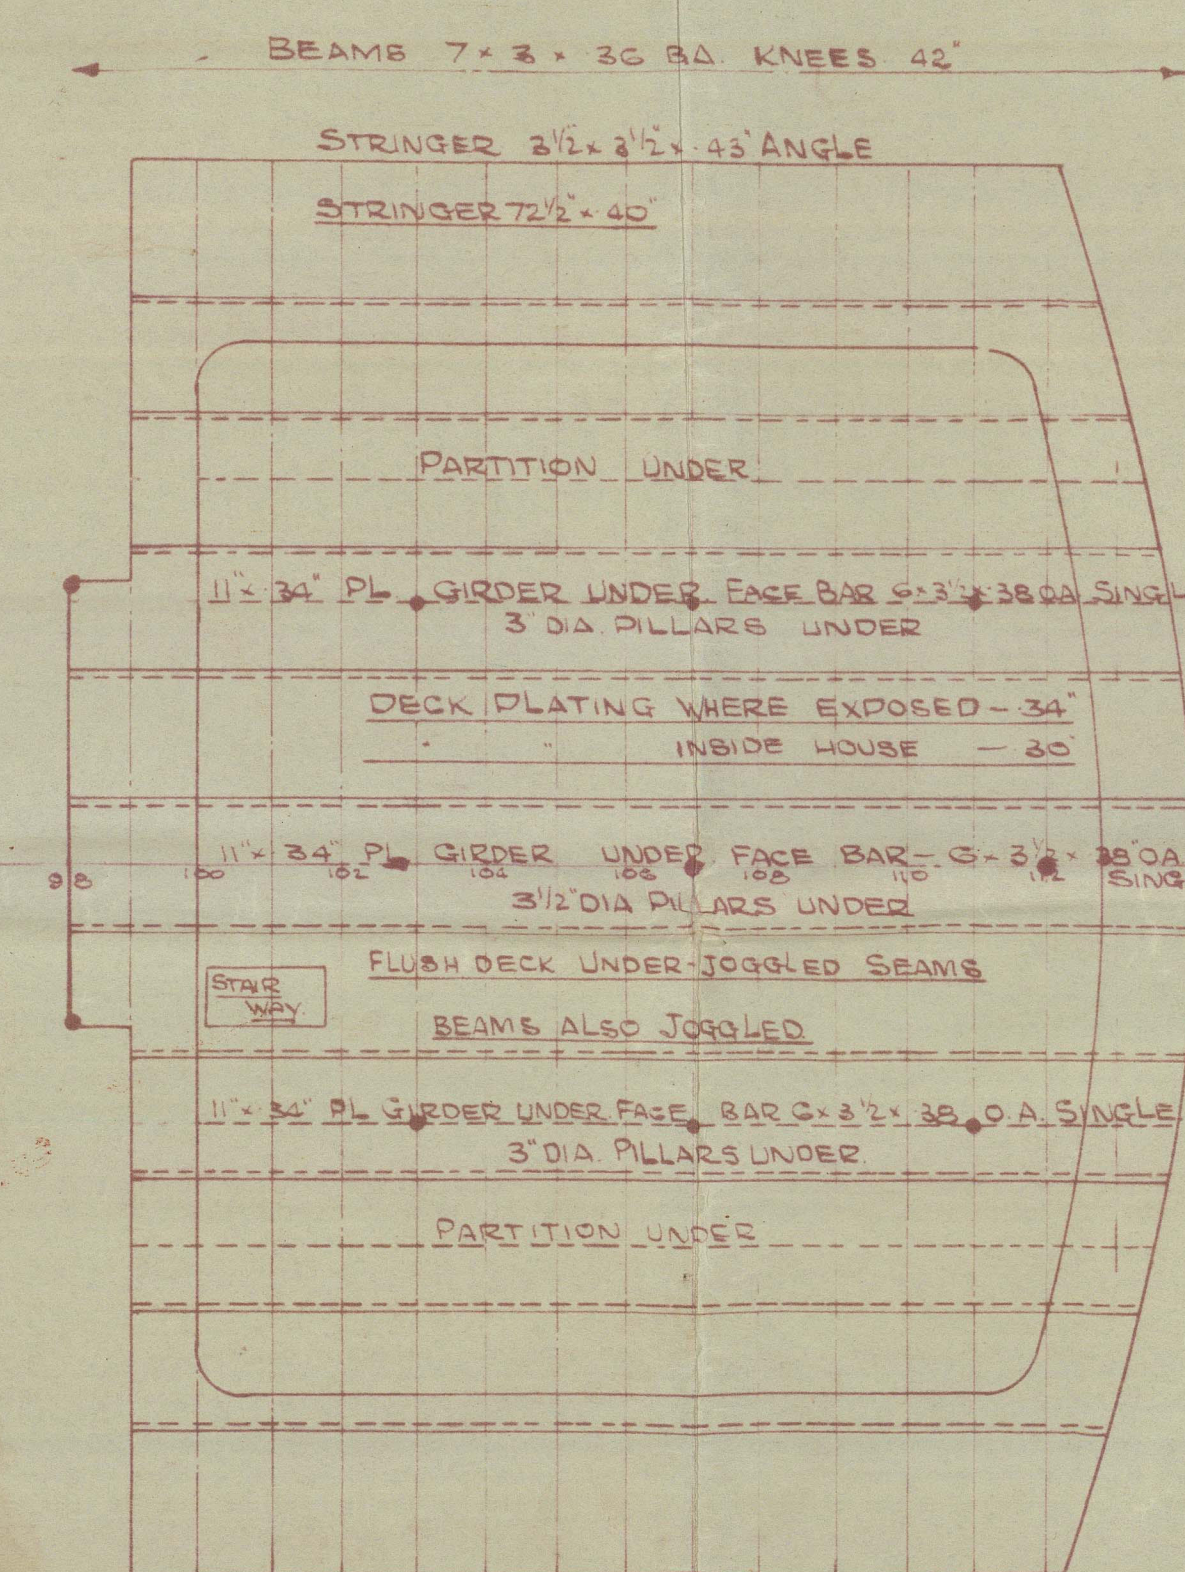 BEAMS 7 × 3 × ·36 BA. KNEES 42"
STRINGER 3½"× 3½"× ·43" ANGLE
STRINGER 72½"× ·40"
PARTITION UNDER
11"× ·34" PL GIRDER UNDER FACE BAR 6×3½×·38 OA SINGL
3" DIA. PILLARS UNDER
DECK PLATING WHERE EXPOSED – ·34"
" " INSIDE HOUSE — ·30
11"× ·34" PL GIRDER UNDER FACE BAR – 6 × 3½ × ·38" OA
SING
98 100 102 104 106 108 110 112
3½" DIA PILLARS UNDER
FLUSH DECK UNDER-JOGGLED SEAMS
STAIR
WAY.
BEAMS ALSO JOGGLED.
11"× ·34" PL GIRDER UNDER. FACE BAR 6×3½×·38 O.A. SINGLE
3" DIA. PILLARS UNDER.
PARTITION UNDER